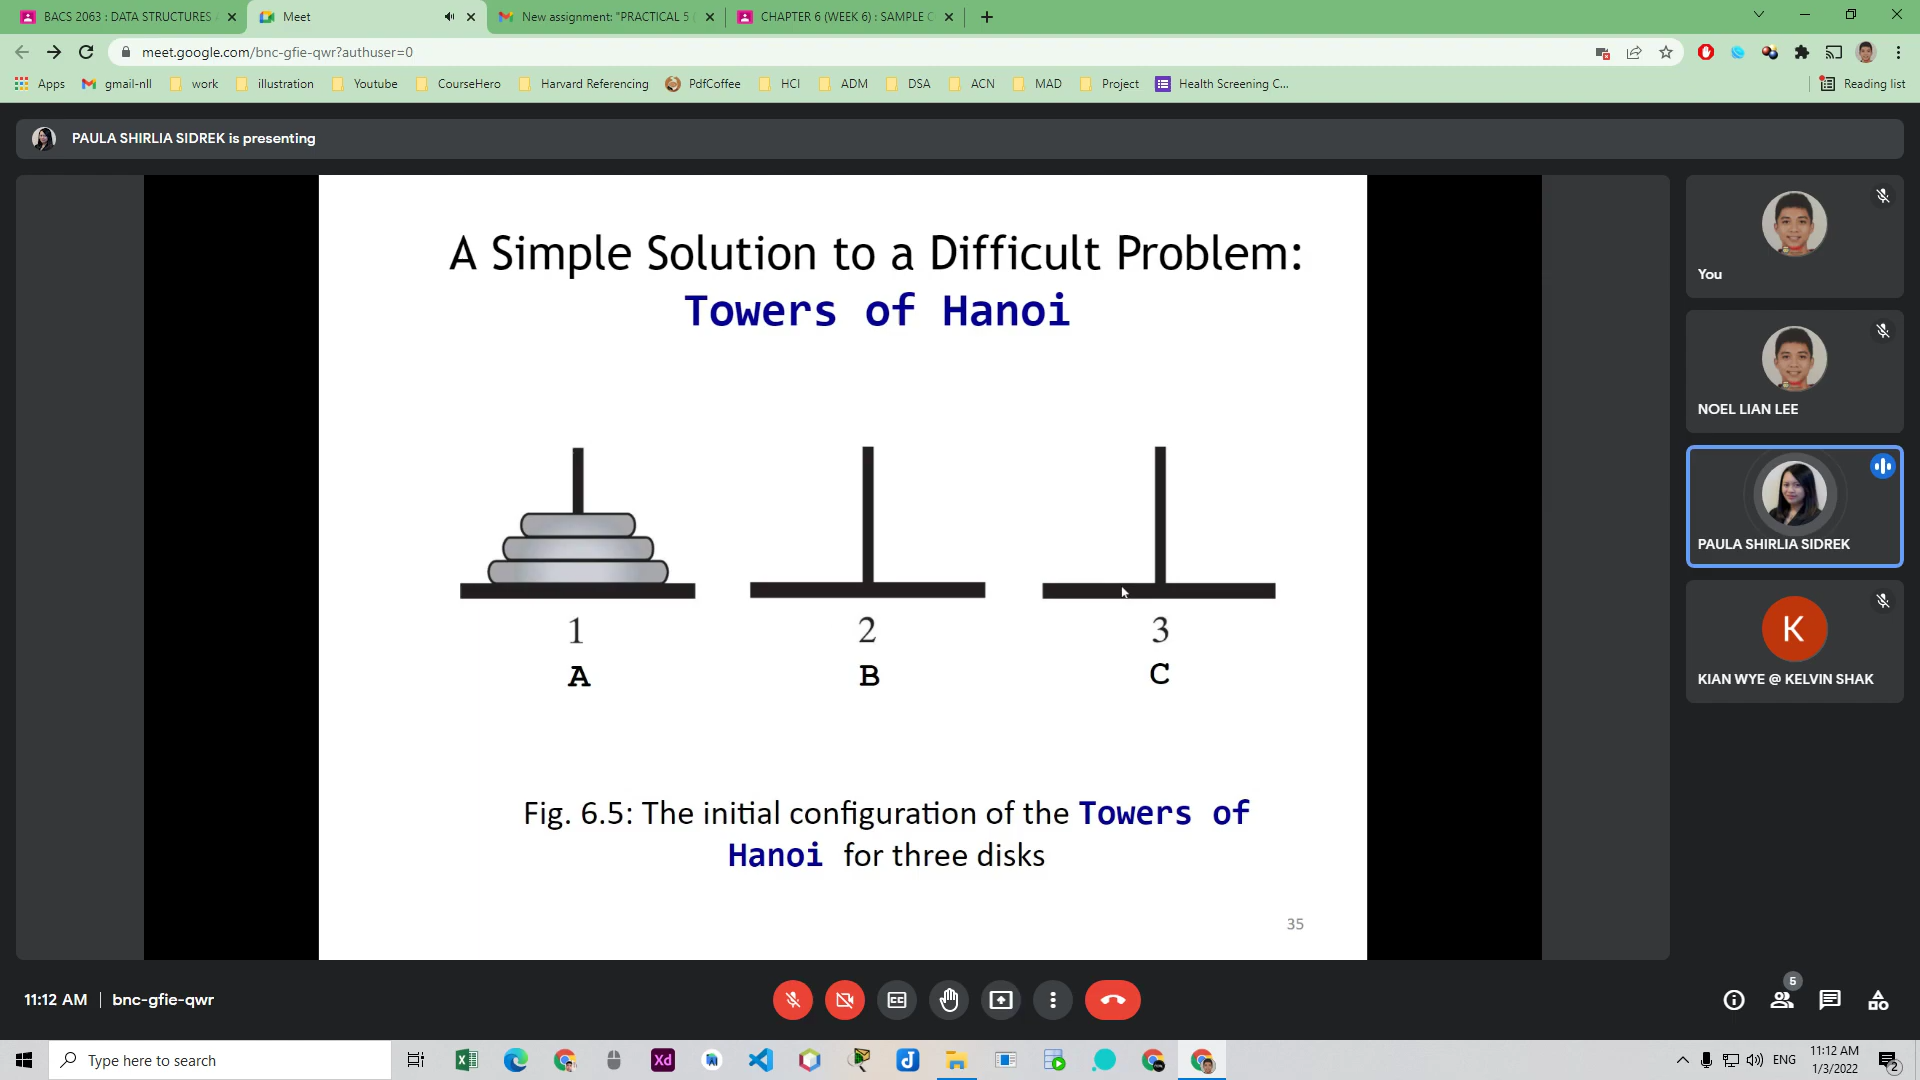 BACS 2063 : DATA STRUCTURES
Meet
New assignment: "PRACTICAL 5
CHAPTER 6 (WEEK 6) : SAMPLE C
meet.google.com/bnc-gfie-qwr?authuser=0
Apps gmail-nll work illustration Youtube CourseHero Harvard Referencing PdfCoffee HCI ADM DSA ACN MAD Project Health Screening C... Reading list
PAULA SHIRLIA SIDREK is presenting
A Simple Solution to a Difficult Problem:
Towers of Hanoi
1 2 3
A B C
Fig. 6.5: The initial configuration of the Towers of
Hanoi for three disks
35
You
NOEL LIAN LEE
PAULA SHIRLIA SIDREK
K
KIAN WYE @ KELVIN SHAK
11:12 AM | bnc-gfie-qwr
CC
5
Type here to search
Xd
ENG
11:12 AM
1/3/2022
2